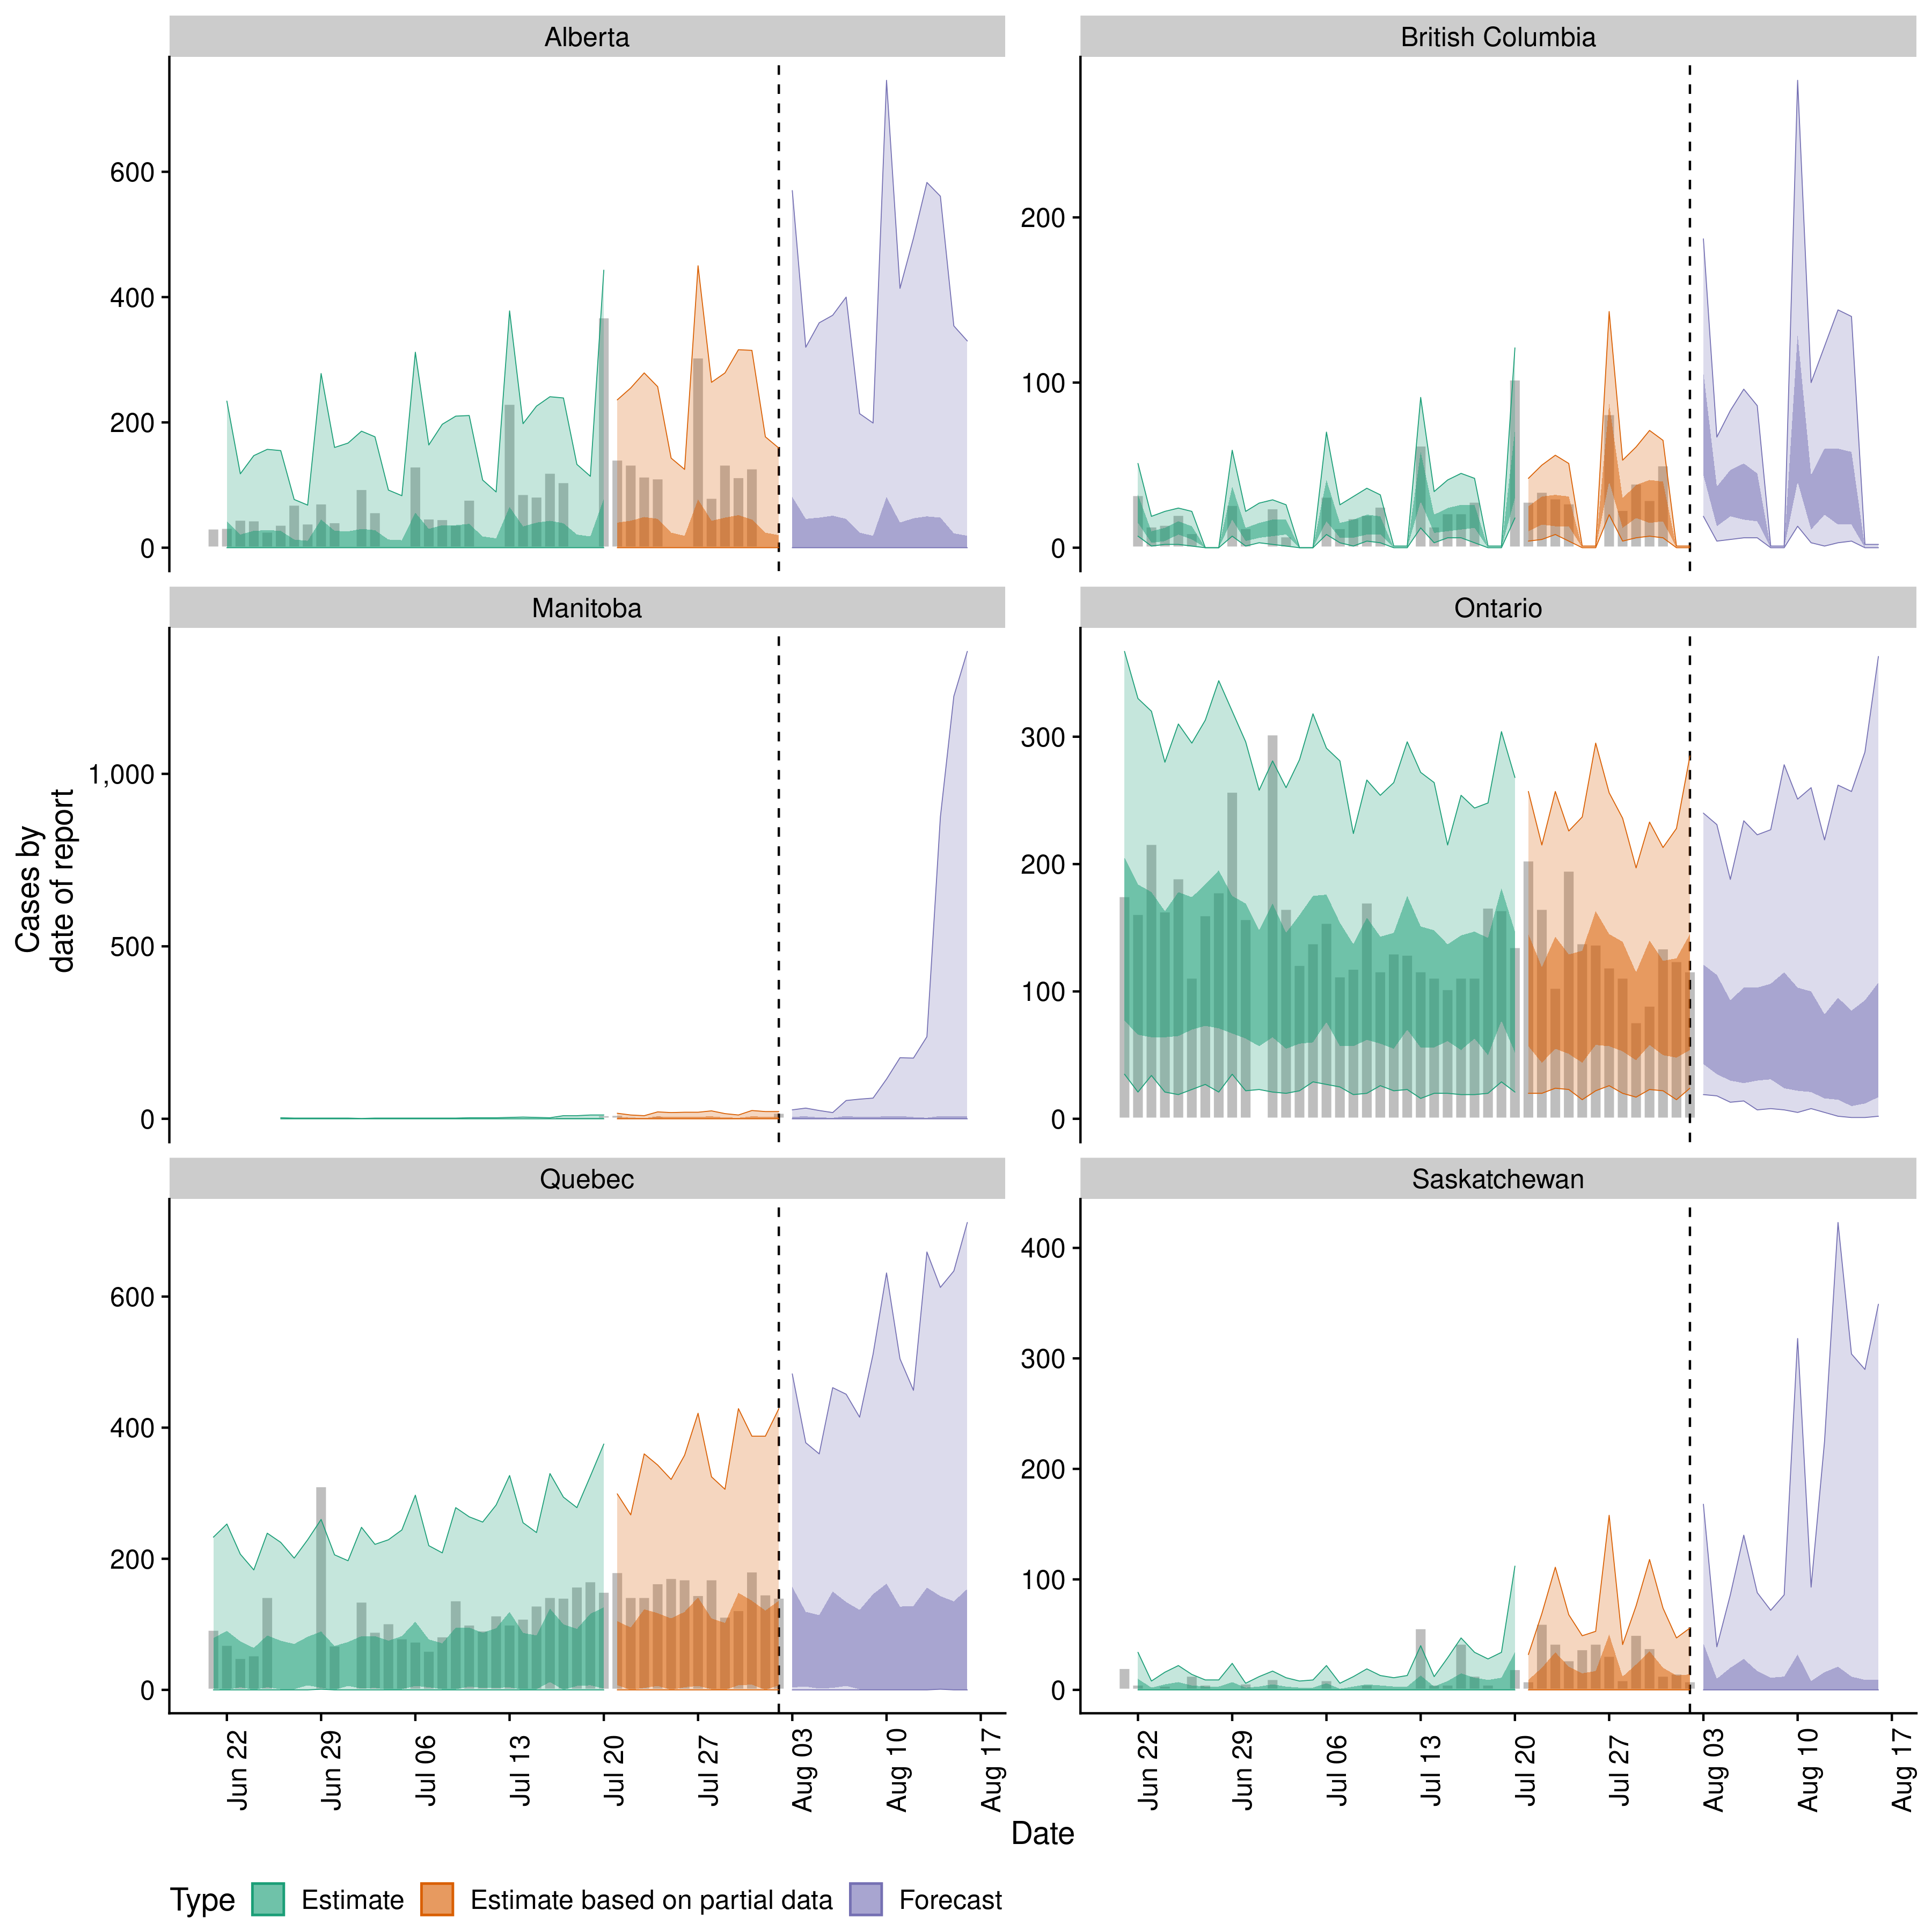 Alberta
British Columbia
600
400
200
0
200
100
0
Manitoba
Ontario
1,000
500
0
300
200
100
0
Cases by
date of report
Quebec
Saskatchewan
600
400
200
0
400
300
200
100
0
Jun 22
Jun 29
Jul 06
Jul 13
Jul 20
Jul 27
Aug 03
Aug 10
Aug 17
Jun 22
Jun 29
Jul 06
Jul 13
Jul 20
Jul 27
Aug 03
Aug 10
Aug 17
Date
Type Estimate Estimate based on partial data Forecast